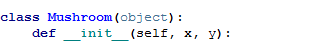 class Mushroom(object):
    def __init__(self, x, y):